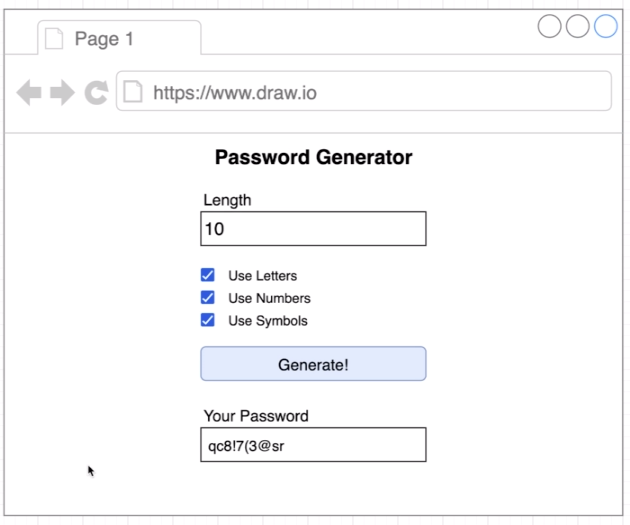 Page 1
https://www.draw.io
Password Generator
Length
10
Use Letters
Use Numbers
Use Symbols
Generate!
Your Password
qc8!7(3@sr